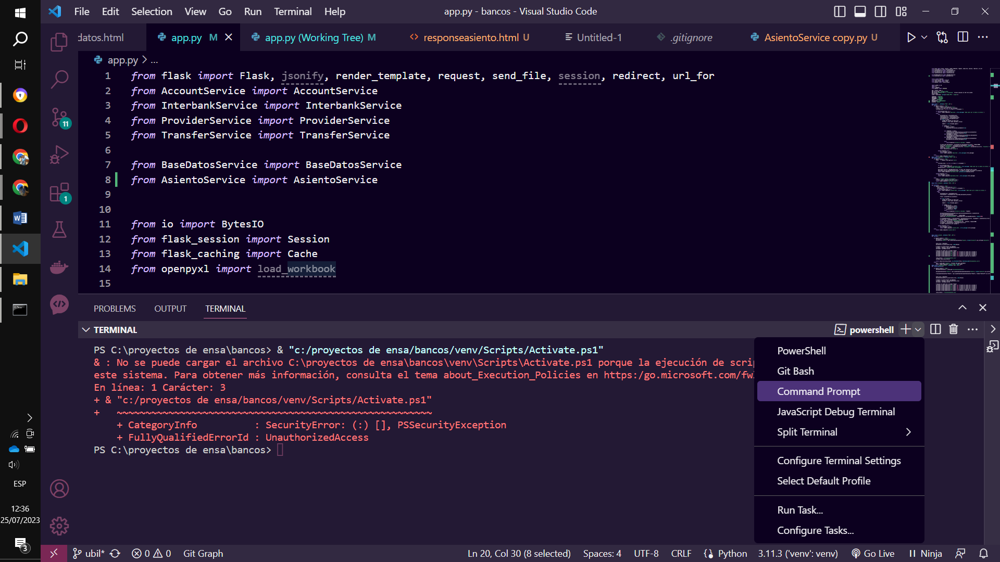 File Edit Selection View Go Run Terminal Help
app.py - bancos - Visual Studio Code
datos.html
app.py M
app.py (Working Tree) M
responseasiento.html U
Untitled-1
.gitignore
AsientoService copy.py U
app.py > ...
1 from flask import Flask, jsonify, render_template, request, send_file, session, redirect, url_for
2 from AccountService import AccountService
3 from InterbankService import InterbankService
4 from ProviderService import ProviderService
5 from TransferService import TransferService
6
7 from BaseDatosService import BaseDatosService
8 from AsientoService import AsientoService
9
10
11 from io import BytesIO
12 from flask_session import Session
13 from flask_caching import Cache
14 from openpyxl import load_workbook
15
11
1
PROBLEMS OUTPUT TERMINAL
TERMINAL
powershell
PS C:\proyectos de ensa\bancos> & "c:/proyectos de ensa/bancos/venv/Scripts/Activate.ps1"
& : No se puede cargar el archivo C:\proyectos de ensa\bancos\venv\Scripts\Activate.ps1 porque la ejecución de scrip
este sistema. Para obtener más información, consulta el tema about_Execution_Policies en https:/go.microsoft.com/fw
En línea: 1 Carácter: 3
+ & "c:/proyectos de ensa/bancos/venv/Scripts/Activate.ps1"
+ ~~~~~~~~~~~~~~~~~~~~~~~~~~~~~~~~~~~~~~~~~~~~~~~~~~~~~~~
+ CategoryInfo : SecurityError: (:) [], PSSecurityException
+ FullyQualifiedErrorId : UnauthorizedAccess
PS C:\proyectos de ensa\bancos>
PowerShell
Git Bash
Command Prompt
JavaScript Debug Terminal
Split Terminal
Configure Terminal Settings
Select Default Profile
Run Task...
Configure Tasks...
ESP
12:36
25/07/2023
3
ubil* 0 0 Git Graph
Ln 20, Col 30 (8 selected) Spaces: 4 UTF-8 CRLF Python 3.11.3 ('venv': venv) Go Live Ninja